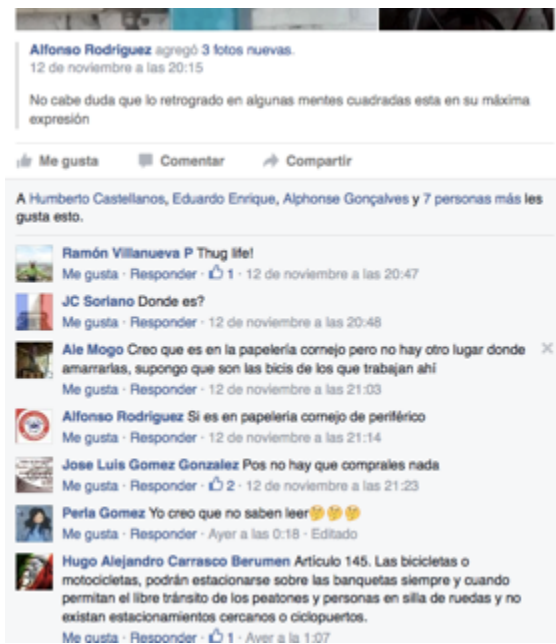 Alfonso Rodríguez agregó 3 fotos nuevas.
12 de noviembre a las 20:15
No cabe duda que lo retrogrado en algunas mentes cuadradas esta en su máxima
expresión
Me gusta Comentar Compartir
A Humberto Castellanos, Eduardo Enrique, Alphonse Gonçalves y 7 personas más les
gusta esto.
Ramón Villanueva P Thug life!
Me gusta · Responder · 1 · 12 de noviembre a las 20:47
JC Soriano Donde es?
Me gusta · Responder · 12 de noviembre a las 20:48
Ale Mogo Creo que es en la papelería cornejo pero no hay otro lugar donde
amarrarlas, supongo que son las bicis de los que trabajan ahí
Me gusta · Responder · 12 de noviembre a las 21:03
Alfonso Rodríguez Si es en papeleria cornejo de periférico
Me gusta · Responder · 12 de noviembre a las 21:14
Jose Luis Gomez Gonzalez Pos no hay que comprales nada
Me gusta · Responder · 2 · 12 de noviembre a las 21:23
Perla Gomez Yo creo que no saben leer🤔🤔🤔
Me gusta · Responder · Ayer a las 0:18 · Editado
Hugo Alejandro Carrasco Berumen Artículo 145. Las bicicletas o
motocicletas, podrán estacionarse sobre las banquetas siempre y cuando
permitan el libre tránsito de los peatones y personas en silla de ruedas y no
existan estacionamientos cercanos o ciclopuertos.
Me gusta · Responder · 1 · Ayer a la 1:07